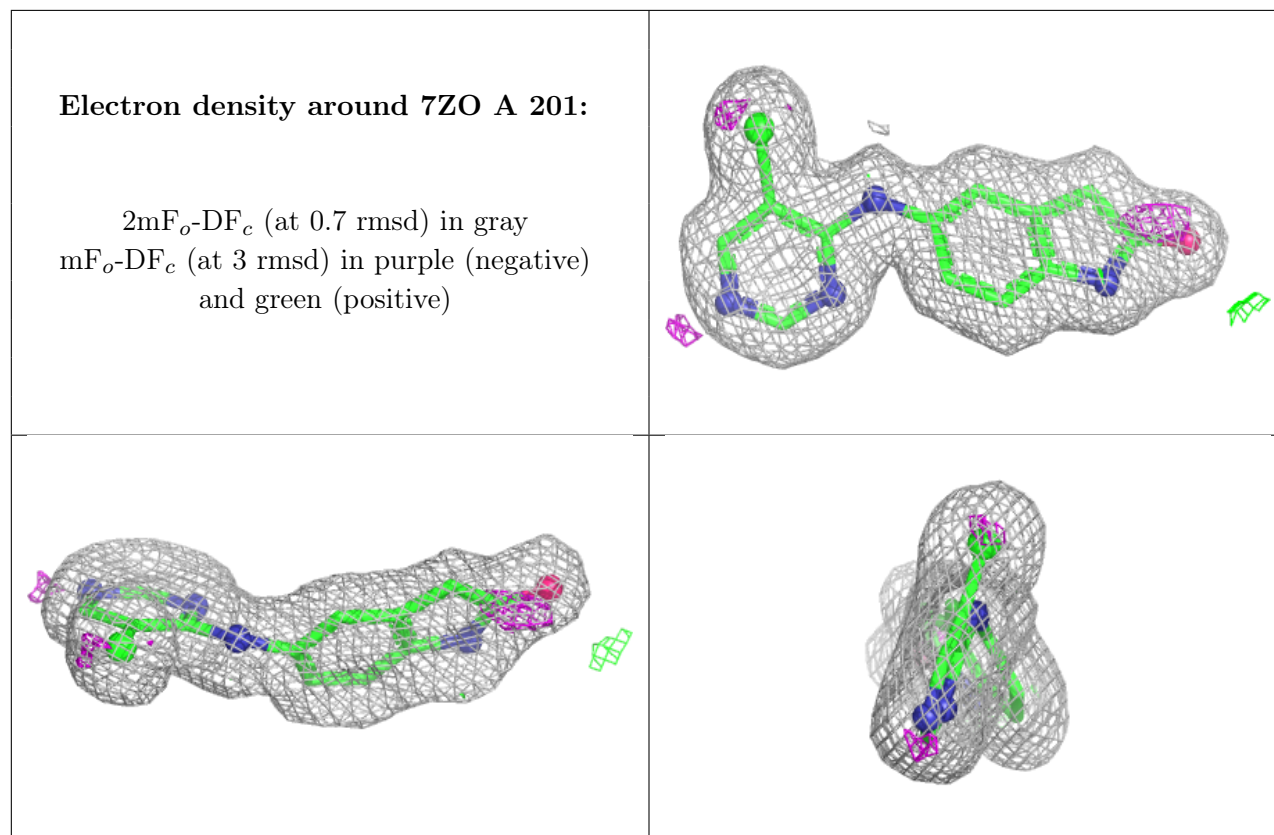 Electron density around 7ZO A 201:
2mFo-DFc (at 0.7 rmsd) in gray
mFo-DFc (at 3 rmsd) in purple (negative)
and green (positive)